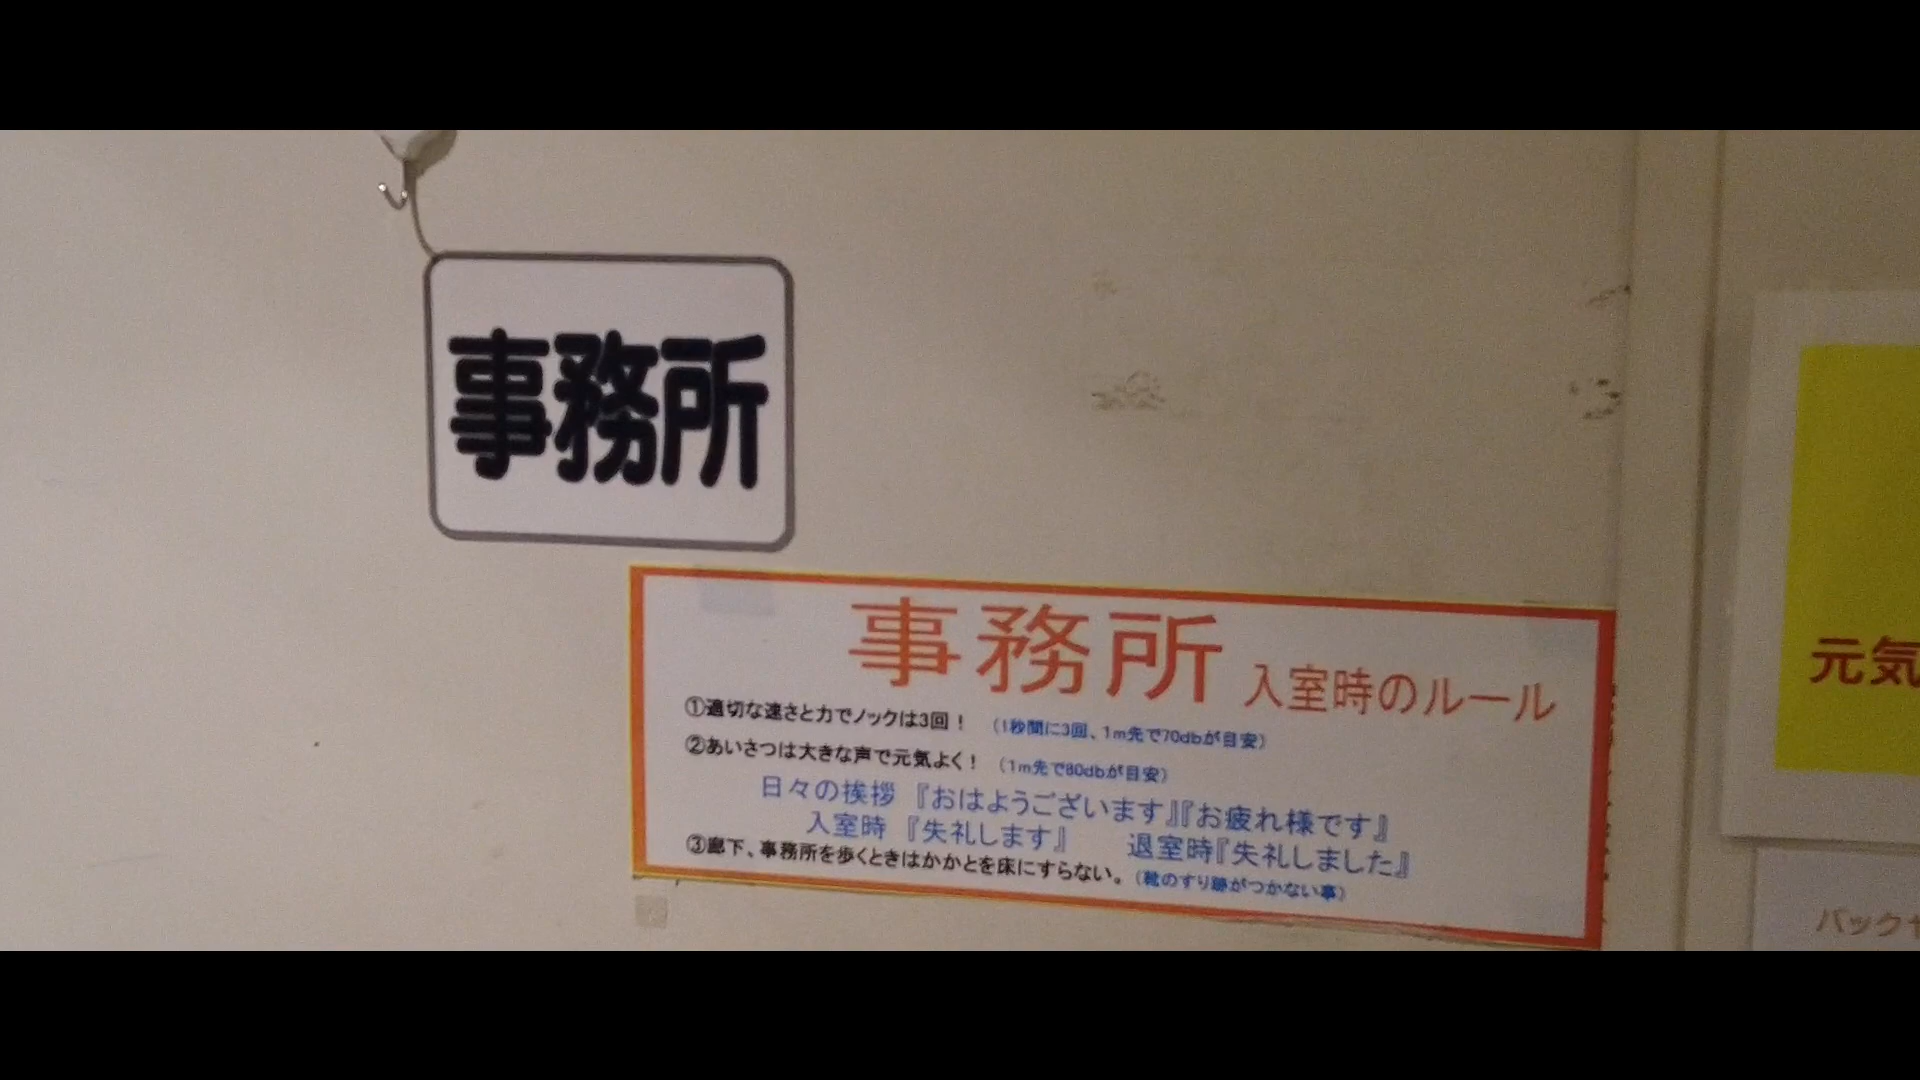 事務所
事務所 入室時のルール
①適切な速さと力でノックは3回! (1秒間に3回、1m先で70dbが目安)
②あいさつは大きな声で元気よく! (1m先で80dbが目安)
日々の挨拶 『おはようございます』『お疲れ様です』
入室時 『失礼します』 退室時『失礼しました』
③廊下、事務所を歩くときはかかとを床にすらない。(靴のすり跡がつかない事)
元気
バック